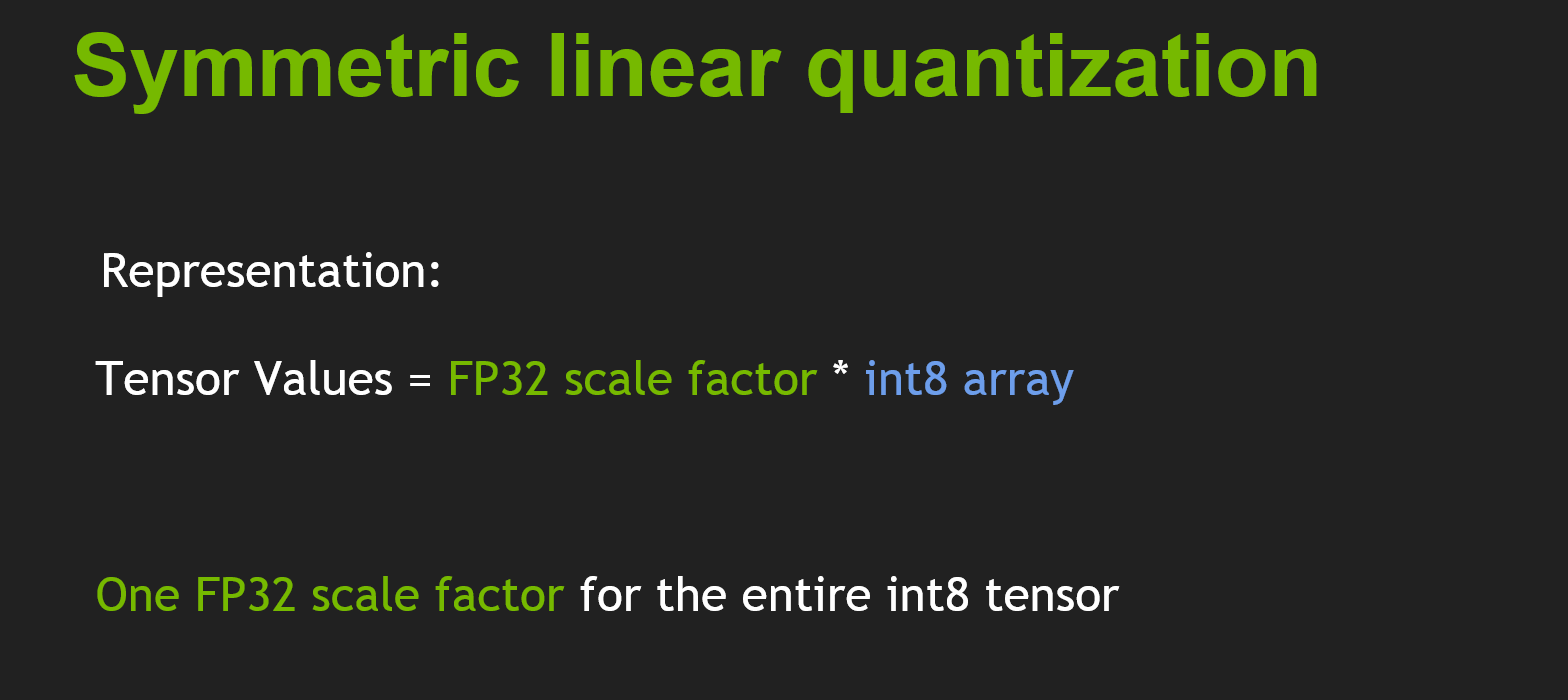 Symmetric linear quantization
Representation:
Tensor Values = FP32 scale factor * int8 array
One FP32 scale factor for the entire int8 tensor